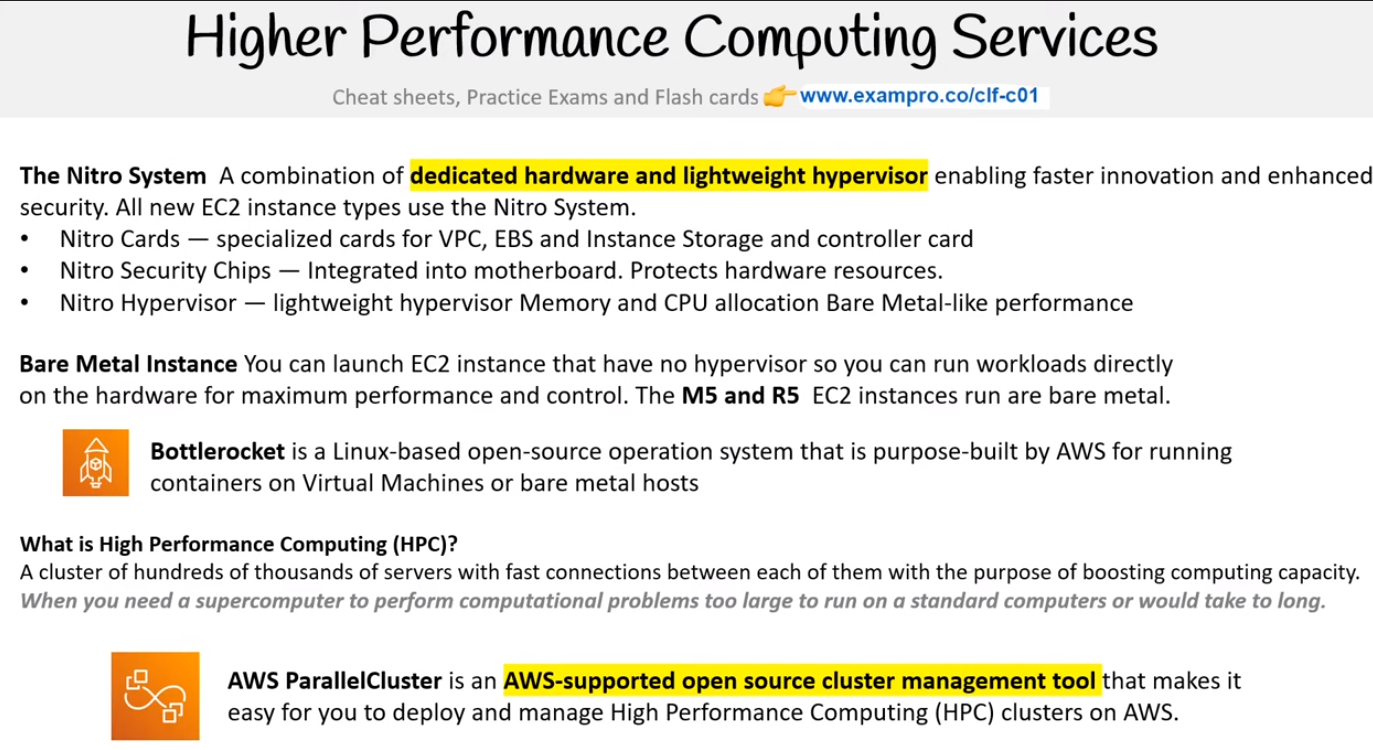 Higher Performance Computing Services
Cheat sheets, Practice Exams and Flash cards 👉 www.exampro.co/clf-c01
The Nitro System A combination of dedicated hardware and lightweight hypervisor enabling faster innovation and enhanced
security. All new EC2 instance types use the Nitro System.
• Nitro Cards — specialized cards for VPC, EBS and Instance Storage and controller card
• Nitro Security Chips — Integrated into motherboard. Protects hardware resources.
• Nitro Hypervisor — lightweight hypervisor Memory and CPU allocation Bare Metal-like performance
Bare Metal Instance You can launch EC2 instance that have no hypervisor so you can run workloads directly
on the hardware for maximum performance and control. The M5 and R5 EC2 instances run are bare metal.
Bottlerocket is a Linux-based open-source operation system that is purpose-built by AWS for running
containers on Virtual Machines or bare metal hosts
What is High Performance Computing (HPC)?
A cluster of hundreds of thousands of servers with fast connections between each of them with the purpose of boosting computing capacity.
When you need a supercomputer to perform computational problems too large to run on a standard computers or would take to long.
AWS ParallelCluster is an AWS-supported open source cluster management tool that makes it
easy for you to deploy and manage High Performance Computing (HPC) clusters on AWS.